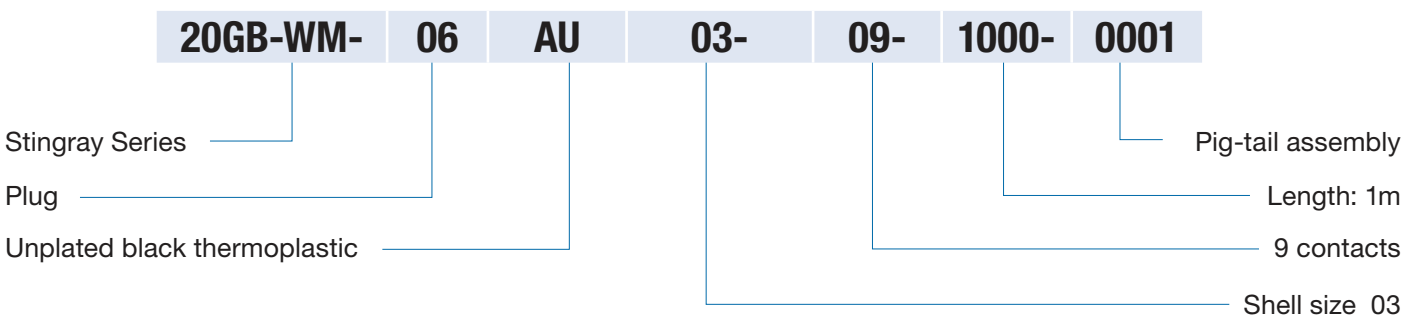 20GB-WM- 06 AU 03- 09- 1000- 0001
Stingray Series
Pig-tail assembly
Plug
Length: 1m
Unplated black thermoplastic
9 contacts
Shell size 03